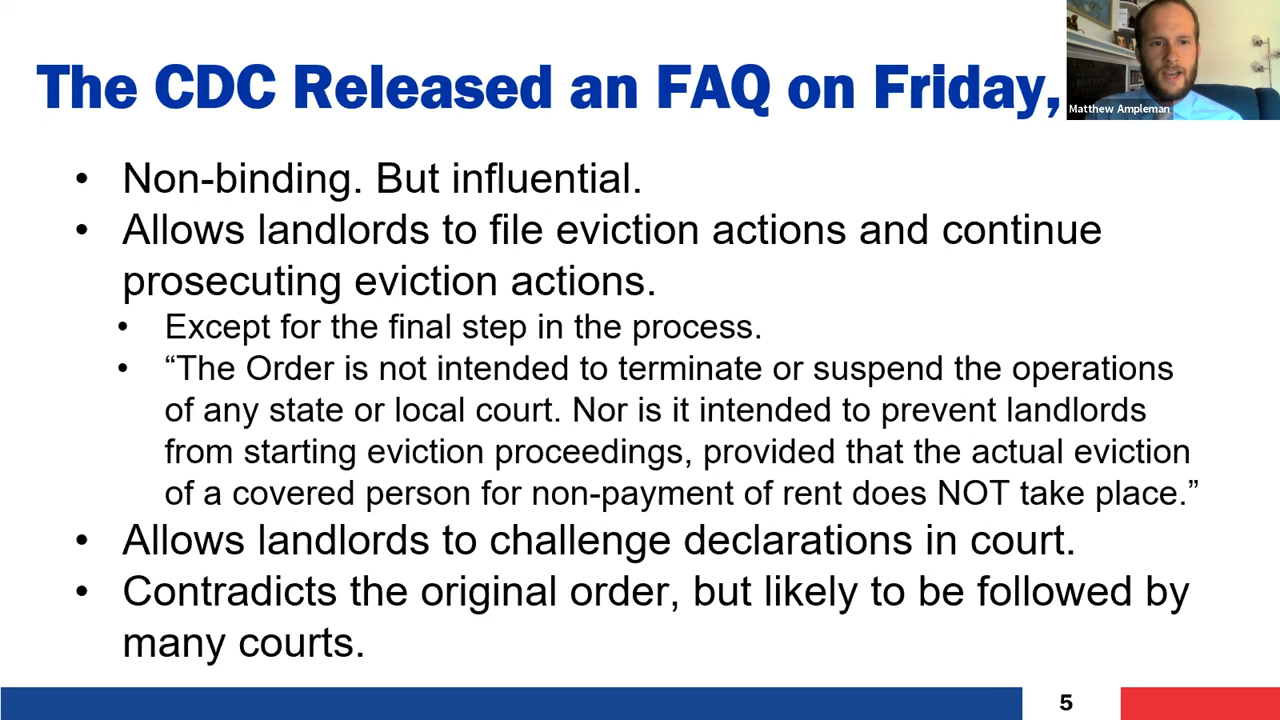 The CDC Released an FAQ on Friday,
Matthew Ampleman
• Non-binding. But influential.
• Allows landlords to file eviction actions and continue
prosecuting eviction actions.
• Except for the final step in the process.
• “The Order is not intended to terminate or suspend the operations
of any state or local court. Nor is it intended to prevent landlords
from starting eviction proceedings, provided that the actual eviction
of a covered person for non-payment of rent does NOT take place.”
• Allows landlords to challenge declarations in court.
• Contradicts the original order, but likely to be followed by
many courts.
5